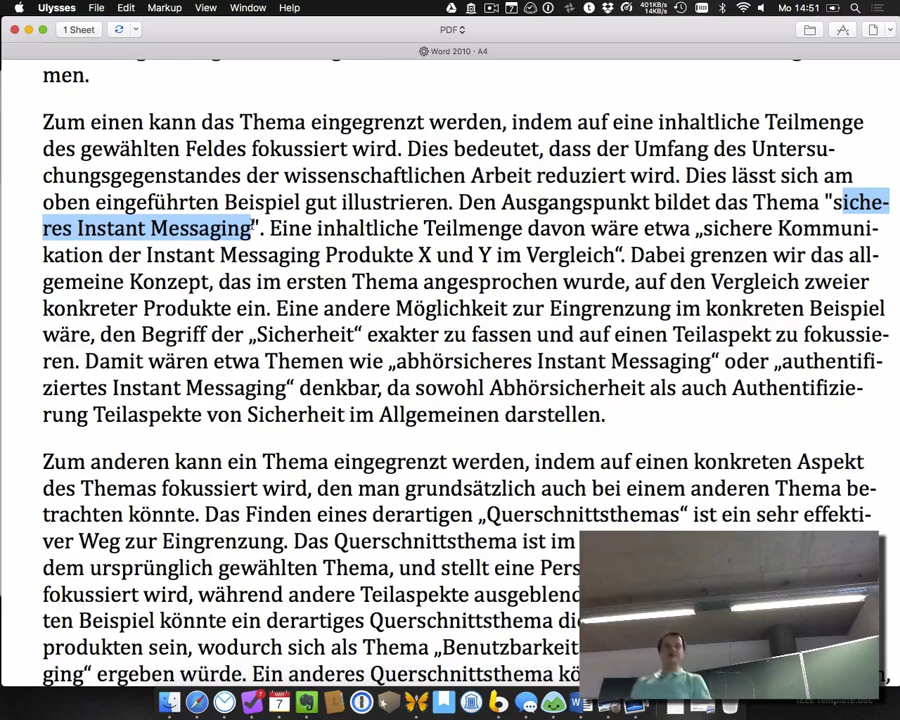 Ulysses File Edit Markup View Window Help 401KB/s 14KB/s Mo 14:51
1 Sheet PDF
Word 2010 · A4
men.
Zum einen kann das Thema eingegrenzt werden, indem auf eine inhaltliche Teilmenge
des gewählten Feldes fokussiert wird. Dies bedeutet, dass der Umfang des Untersu-
chungsgegenstandes der wissenschaftlichen Arbeit reduziert wird. Dies lässt sich am
oben eingeführten Beispiel gut illustrieren. Den Ausgangspunkt bildet das Thema "siche-
res Instant Messaging". Eine inhaltliche Teilmenge davon wäre etwa „sichere Kommuni-
kation der Instant Messaging Produkte X und Y im Vergleich“. Dabei grenzen wir das all-
gemeine Konzept, das im ersten Thema angesprochen wurde, auf den Vergleich zweier
konkreter Produkte ein. Eine andere Möglichkeit zur Eingrenzung im konkreten Beispiel
wäre, den Begriff der „Sicherheit“ exakter zu fassen und auf einen Teilaspekt zu fokussie-
ren. Damit wären etwa Themen wie „abhörsicheres Instant Messaging“ oder „authentifi-
ziertes Instant Messaging“ denkbar, da sowohl Abhörsicherheit als auch Authentifizie-
rung Teilaspekte von Sicherheit im Allgemeinen darstellen.
Zum anderen kann ein Thema eingegrenzt werden, indem auf einen konkreten Aspekt
des Themas fokussiert wird, den man grundsätzlich auch bei einem anderen Thema be-
trachten könnte. Das Finden eines derartigen „Querschnittsthemas“ ist ein sehr effekti-
ver Weg zur Eingrenzung. Das Querschnittsthema ist im
dem ursprünglich gewählten Thema, und stellt eine Pers
fokussiert wird, während andere Teilaspekte ausgeblend
ten Beispiel könnte ein derartiges Querschnittsthema die
produkten sein, wodurch sich als Thema „Benutzbarkeit
ging“ ergeben würde. Ein anderes Querschnittsthema kö